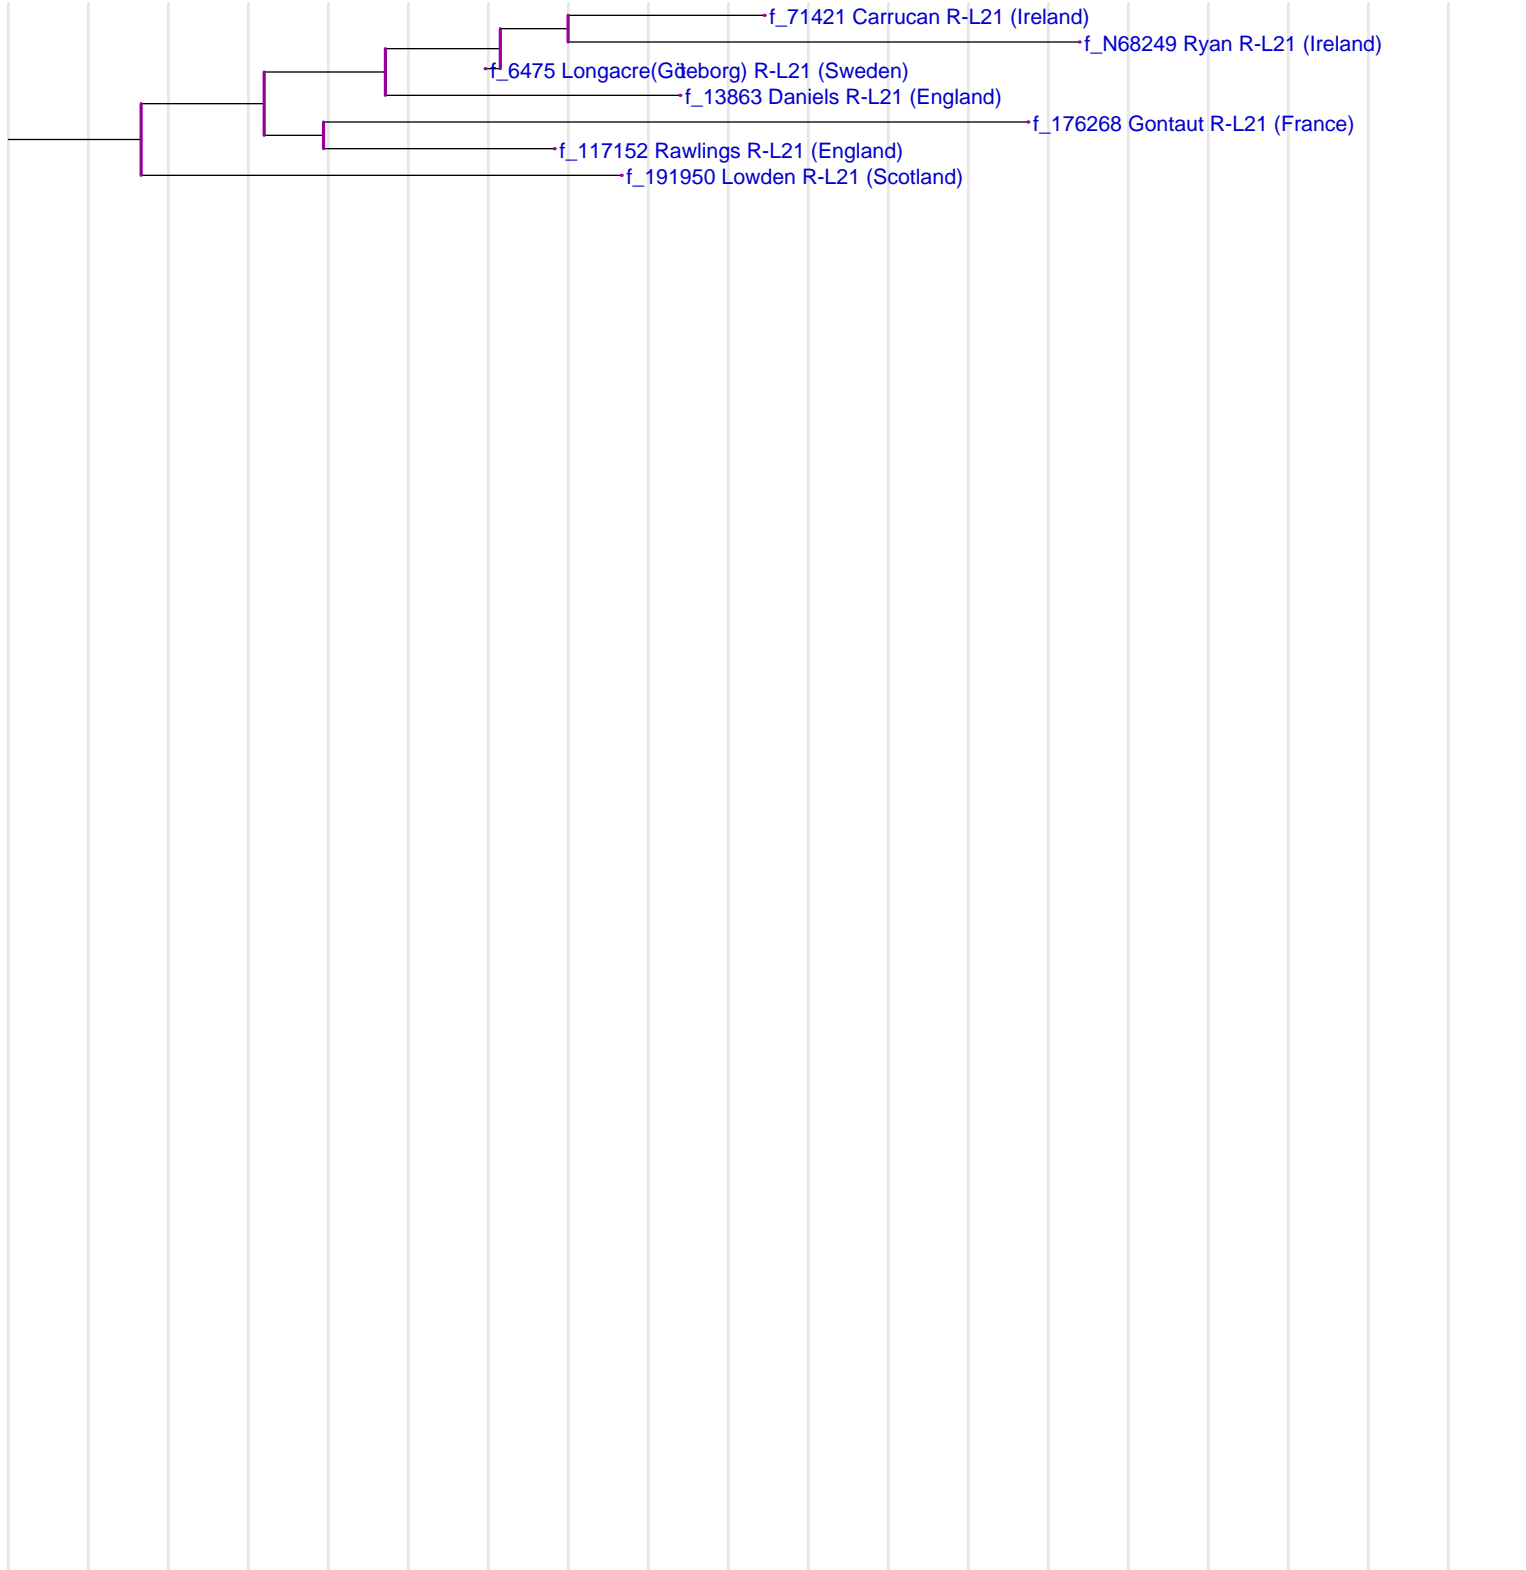 f_71421 Carrucan R-L21 (Ireland)
f_N68249 Ryan R-L21 (Ireland)
f_6475 Longacre(Göteborg) R-L21 (Sweden)
f_13863 Daniels R-L21 (England)
f_176268 Gontaut R-L21 (France)
f_117152 Rawlings R-L21 (England)
f_191950 Lowden R-L21 (Scotland)